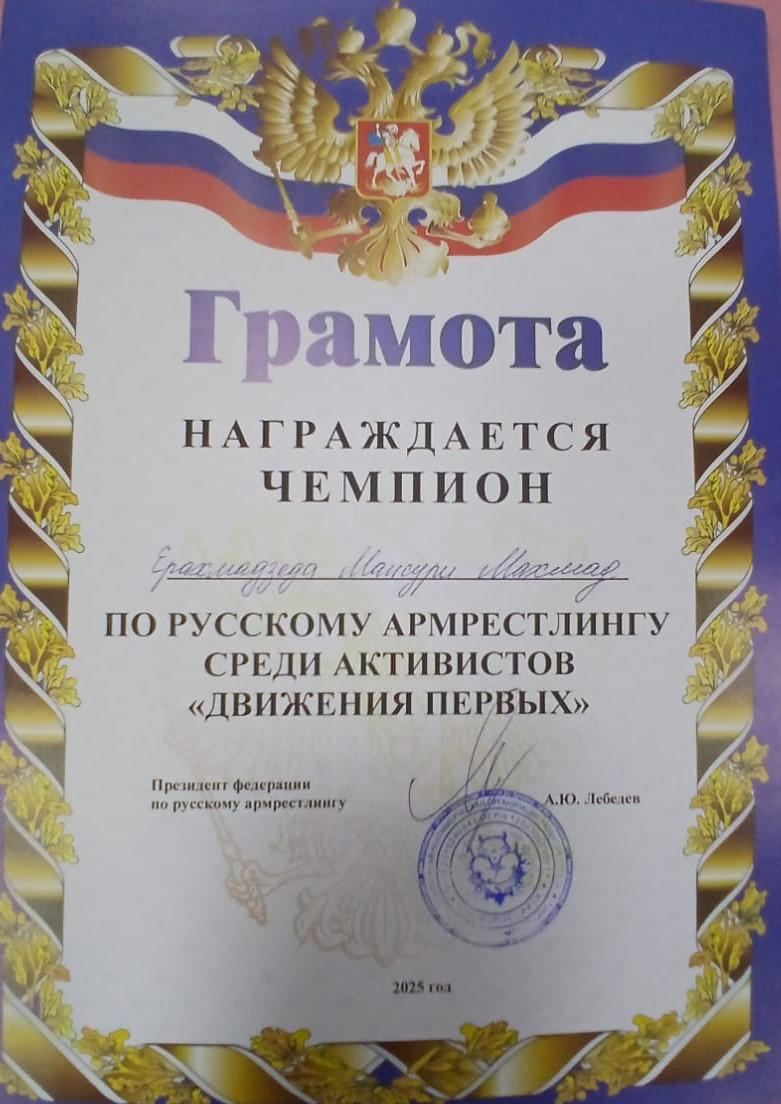 Грамота
НАГРАЖДАЕТСЯ
ЧЕМПИОН
Ерахмадзеда Мансури Махмад
ПО РУССКОМУ АРМРЕСТЛИНГУ
СРЕДИ АКТИВИСТОВ
«ДВИЖЕНИЯ ПЕРВЫХ»
Президент федерации
по русскому армрестлингу
А.Ю. Лебедев
2025 год